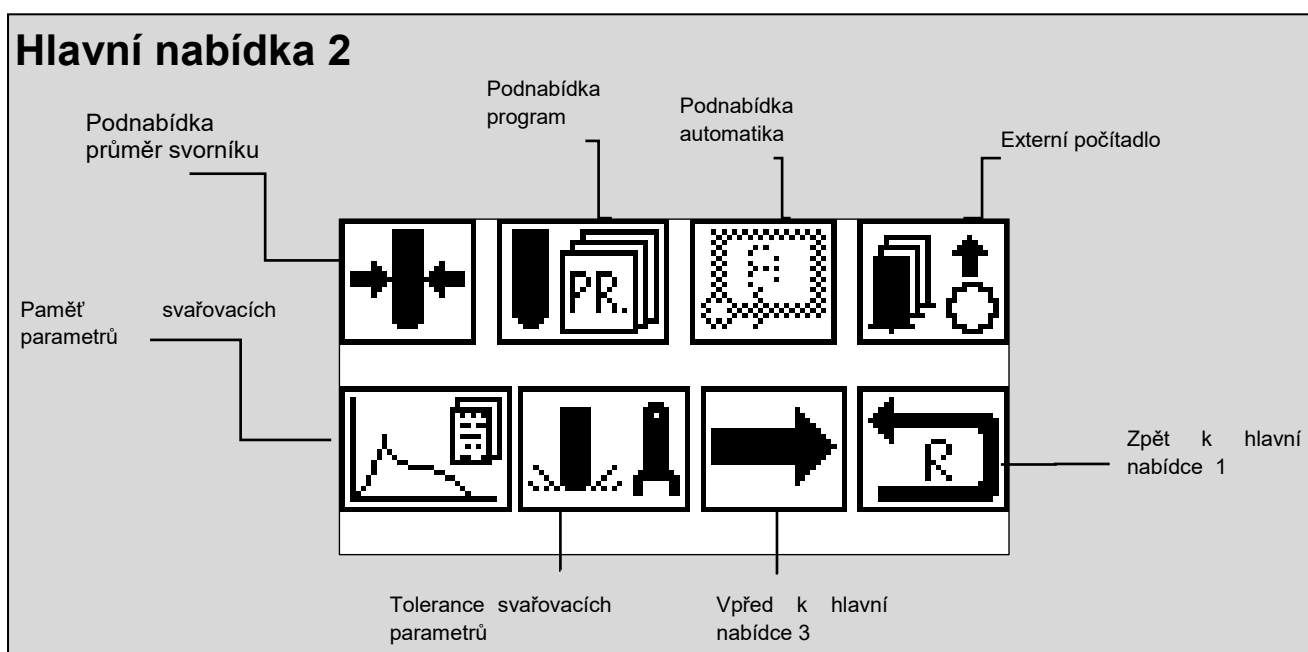 Hlavní nabídka 2
Podnabídka
průměr svorníku
Podnabídka
program
Podnabídka
automatika
Externí počítadlo
PR.
A
Paměť svařovacích
parametrů
R
Zpět k hlavní
nabídce 1
Tolerance svařovacích
parametrů
Vpřed k hlavní
nabídce 3